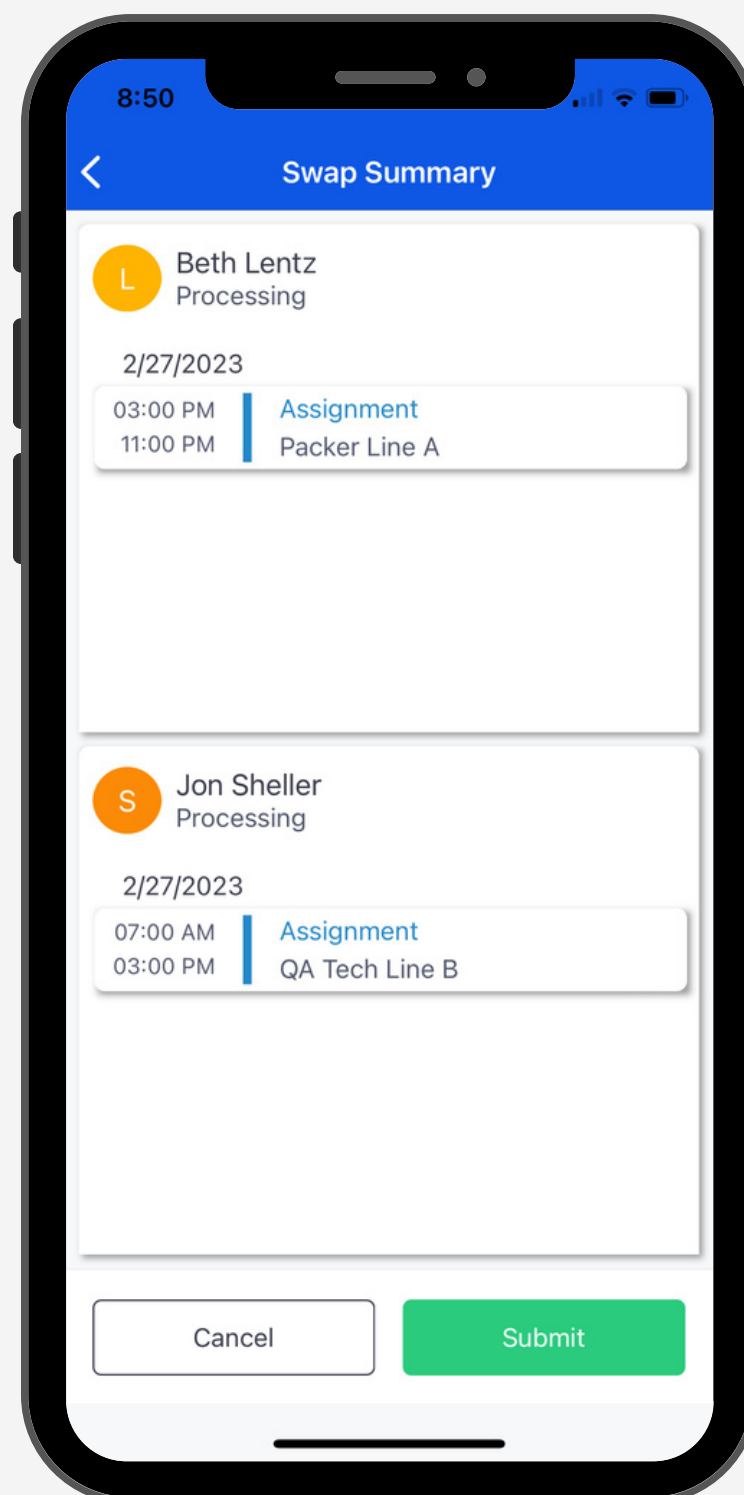 8:50
Swap Summary
L
Beth Lentz
Processing
2/27/2023
03:00 PM
Assignment
11:00 PM
Packer Line A
S
Jon Sheller
Processing
2/27/2023
07:00 AM
Assignment
03:00 PM
QA Tech Line B
Cancel
Submit